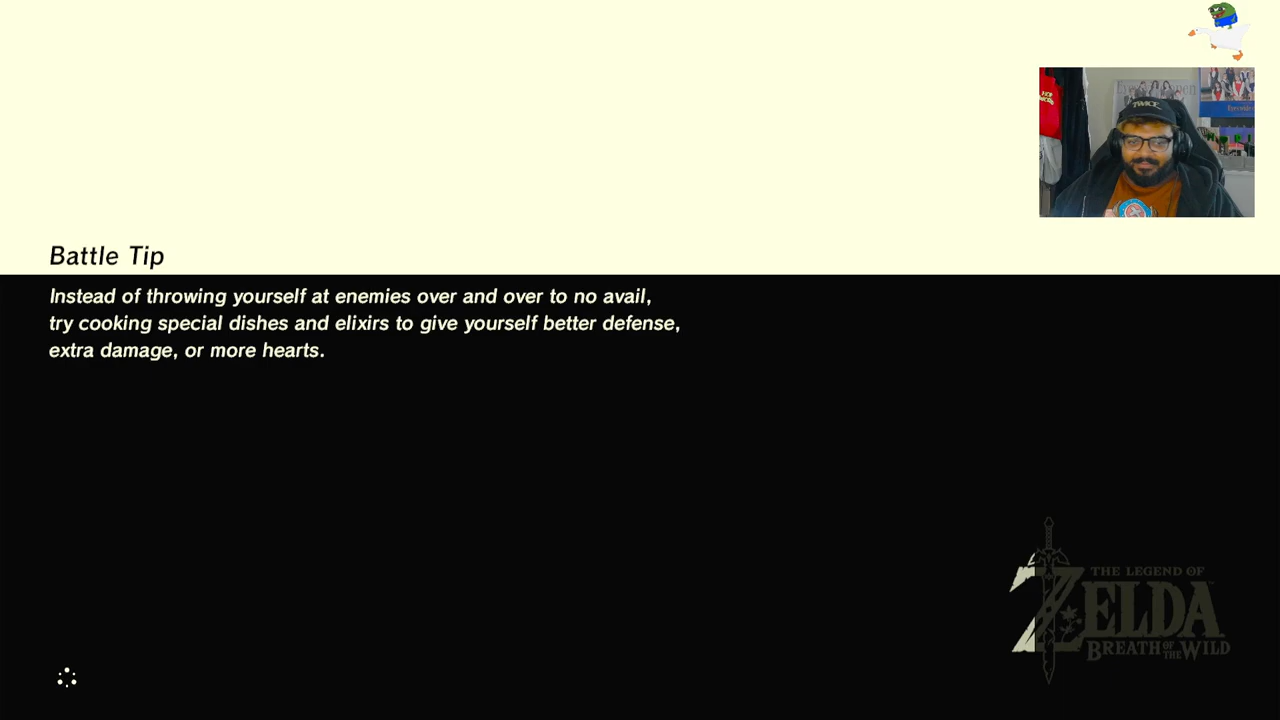 TWICE
Battle Tip
Instead of throwing yourself at enemies over and over to no avail,
try cooking special dishes and elixirs to give yourself better defense,
extra damage, or more hearts.
THE LEGEND OF
ZELDA
BREATH OF THE WILD